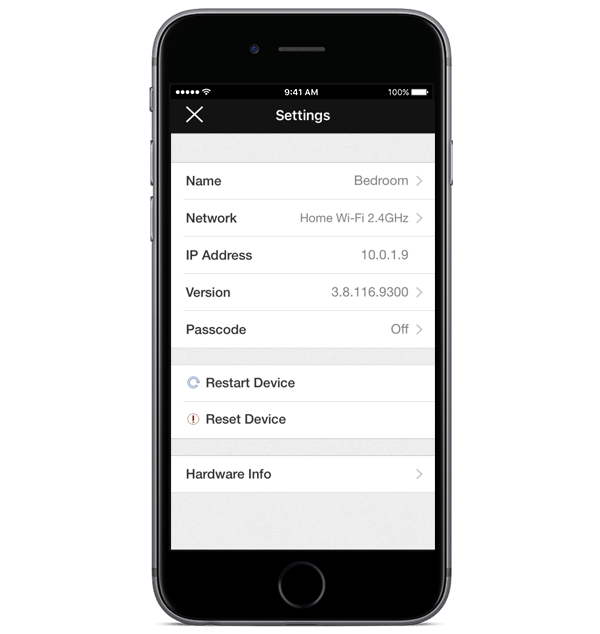 9:41 AM 100%
Settings
Name Bedroom
Network Home Wi-Fi 2.4GHz
IP Address 10.0.1.9
Version 3.8.116.9300
Passcode Off
Restart Device
Reset Device
Hardware Info